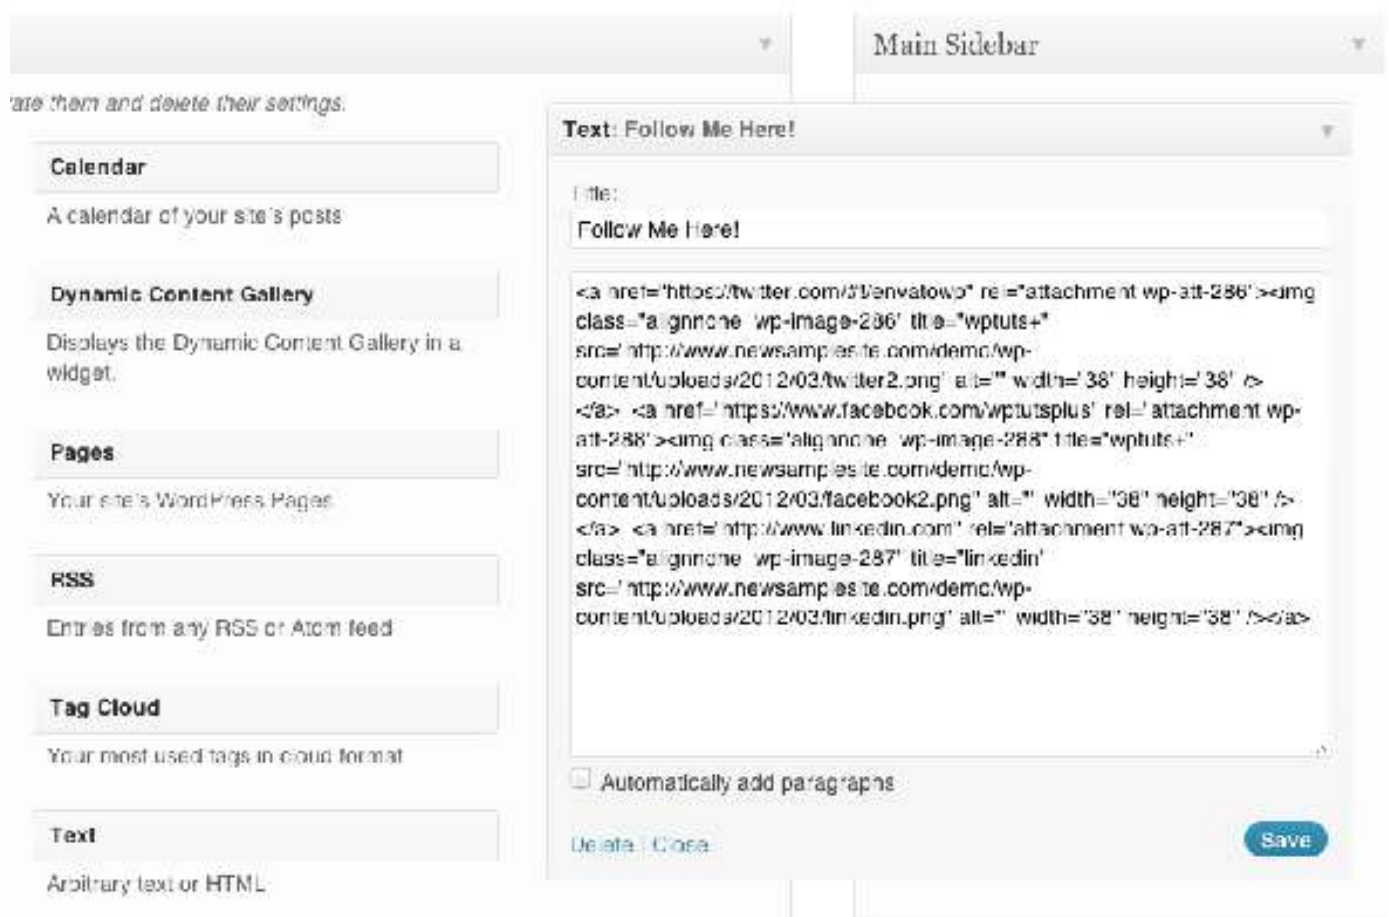 Main Sidebar
them and delete their settings.
Calendar
A calendar of your site's posts
Dynamic Content Gallery
Displays the Dynamic Content Gallery in a
widget.
Pages
Your site's WordPress Pages
RSS
Entries from any RSS or Atom feed
Tag Cloud
Your most used tags in cloud format
Text
Arbitrary text or HTML
Text: Follow Me Here!
Title:
Follow Me Here!
<a href="https://twitter.com/#!/envatowp" rel="attachment wp-att-286"><img
class="alignnone  wp-image-286" title="wptuts+"
src="http://www.newsamplesite.com/demo/wp-
content/uploads/2012/03/twitter2.png" alt="" width="38" height="38" />
</a>  <a href="https://www.facebook.com/wptutsplus" rel="attachment wp-
att-288"><img class="alignnone  wp-image-288" title="wptuts+"
src="http://www.newsamplesite.com/demo/wp-
content/uploads/2012/03/facebook2.png" alt="" width="38" height="38" />
</a>  <a href="http://www.linkedin.com" rel="attachment wp-att-287"><img
class="alignnone  wp-image-287" title="linkedin"
src="http://www.newsamplesite.com/demo/wp-
content/uploads/2012/03/linkedin.png" alt="" width="38" height="38" /></a>
Automatically add paragraphs
Delete | Close
Save